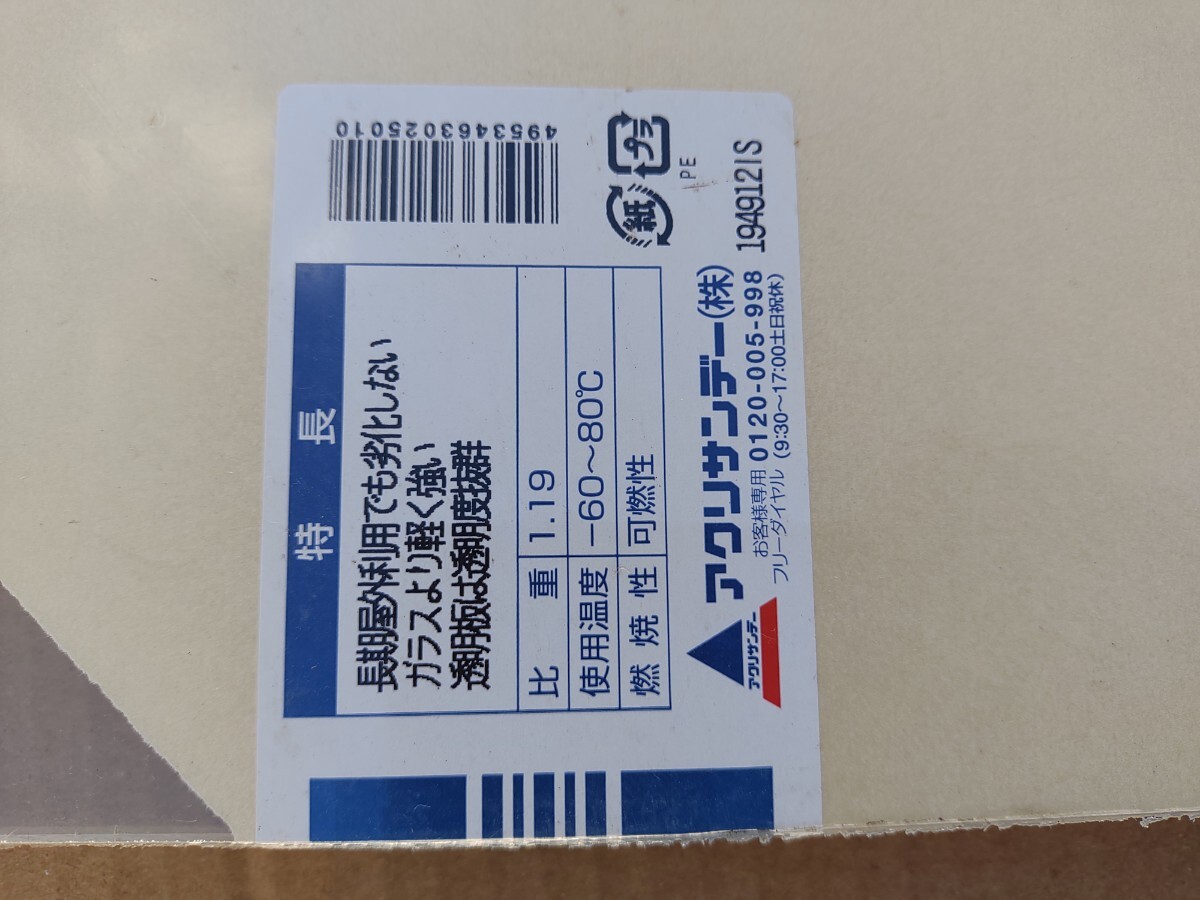 特長
長期屋外利用でも劣化しない
ガラスより軽く強い
透明板は透明度抜群
比重 1.19
使用温度 −60〜80℃
燃焼性 可燃性
アクリサンデー
アクリサンデー(株)
お客様専用
フリーダイヤル 0120-005-998
(9:30〜17:00土日祝休)
4953463025010
プラ
紙
PE
1949121S